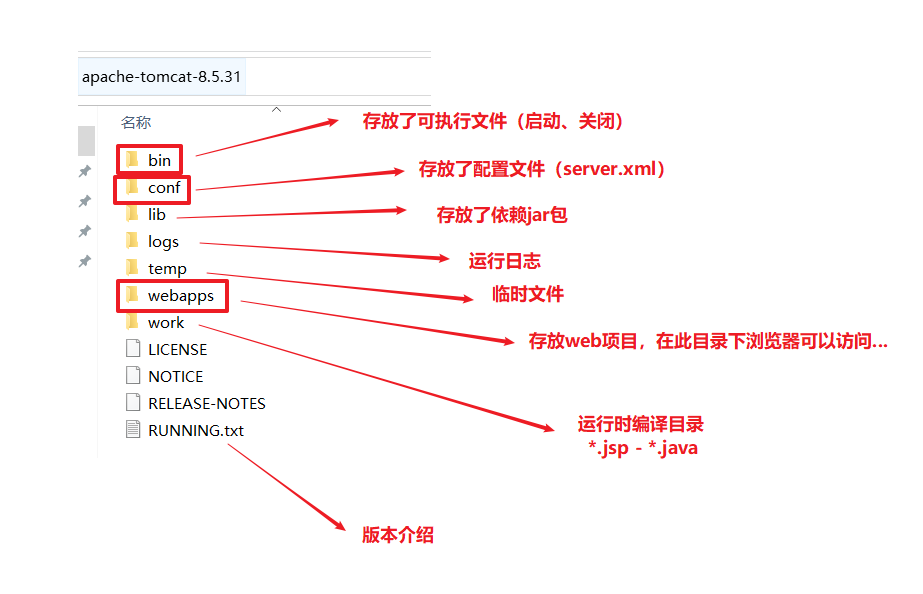 apache-tomcat-8.5.31
名称
存放了可执行文件（启动、关闭）
bin
存放了配置文件（server.xml）
conf
存放了依赖jar包
lib
logs
运行日志
temp
临时文件
webapps
存放web项目，在此目录下浏览器可以访问...
work
运行时编译目录
*.jsp - *.java
LICENSE
NOTICE
RELEASE-NOTES
RUNNING.txt
版本介绍